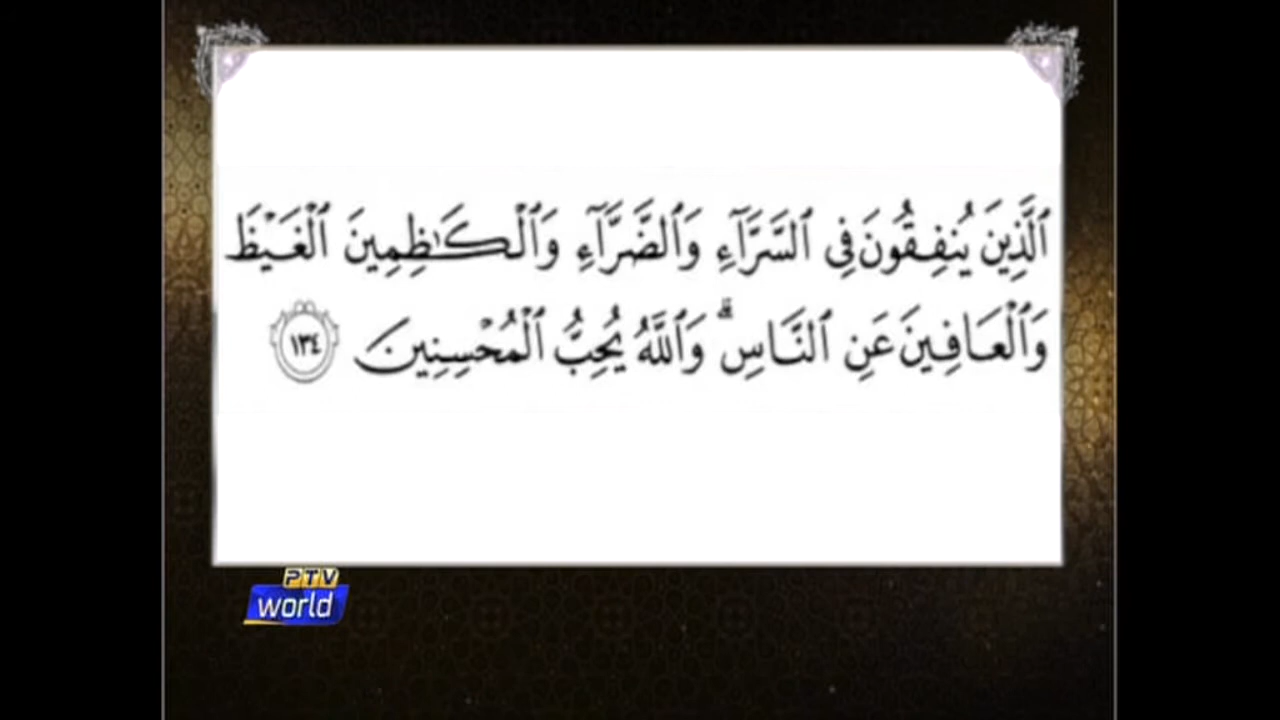 ٱلَّذِينَ يُنفِقُونَ فِى ٱلسَّرَّآءِ وَٱلضَّرَّآءِ وَٱلْكَـٰظِمِينَ ٱلْغَيْظَ
وَٱلْعَافِينَ عَنِ ٱلنَّاسِ ۗ وَٱللَّهُ يُحِبُّ ٱلْمُحْسِنِينَ ١٣٤
PTV
world